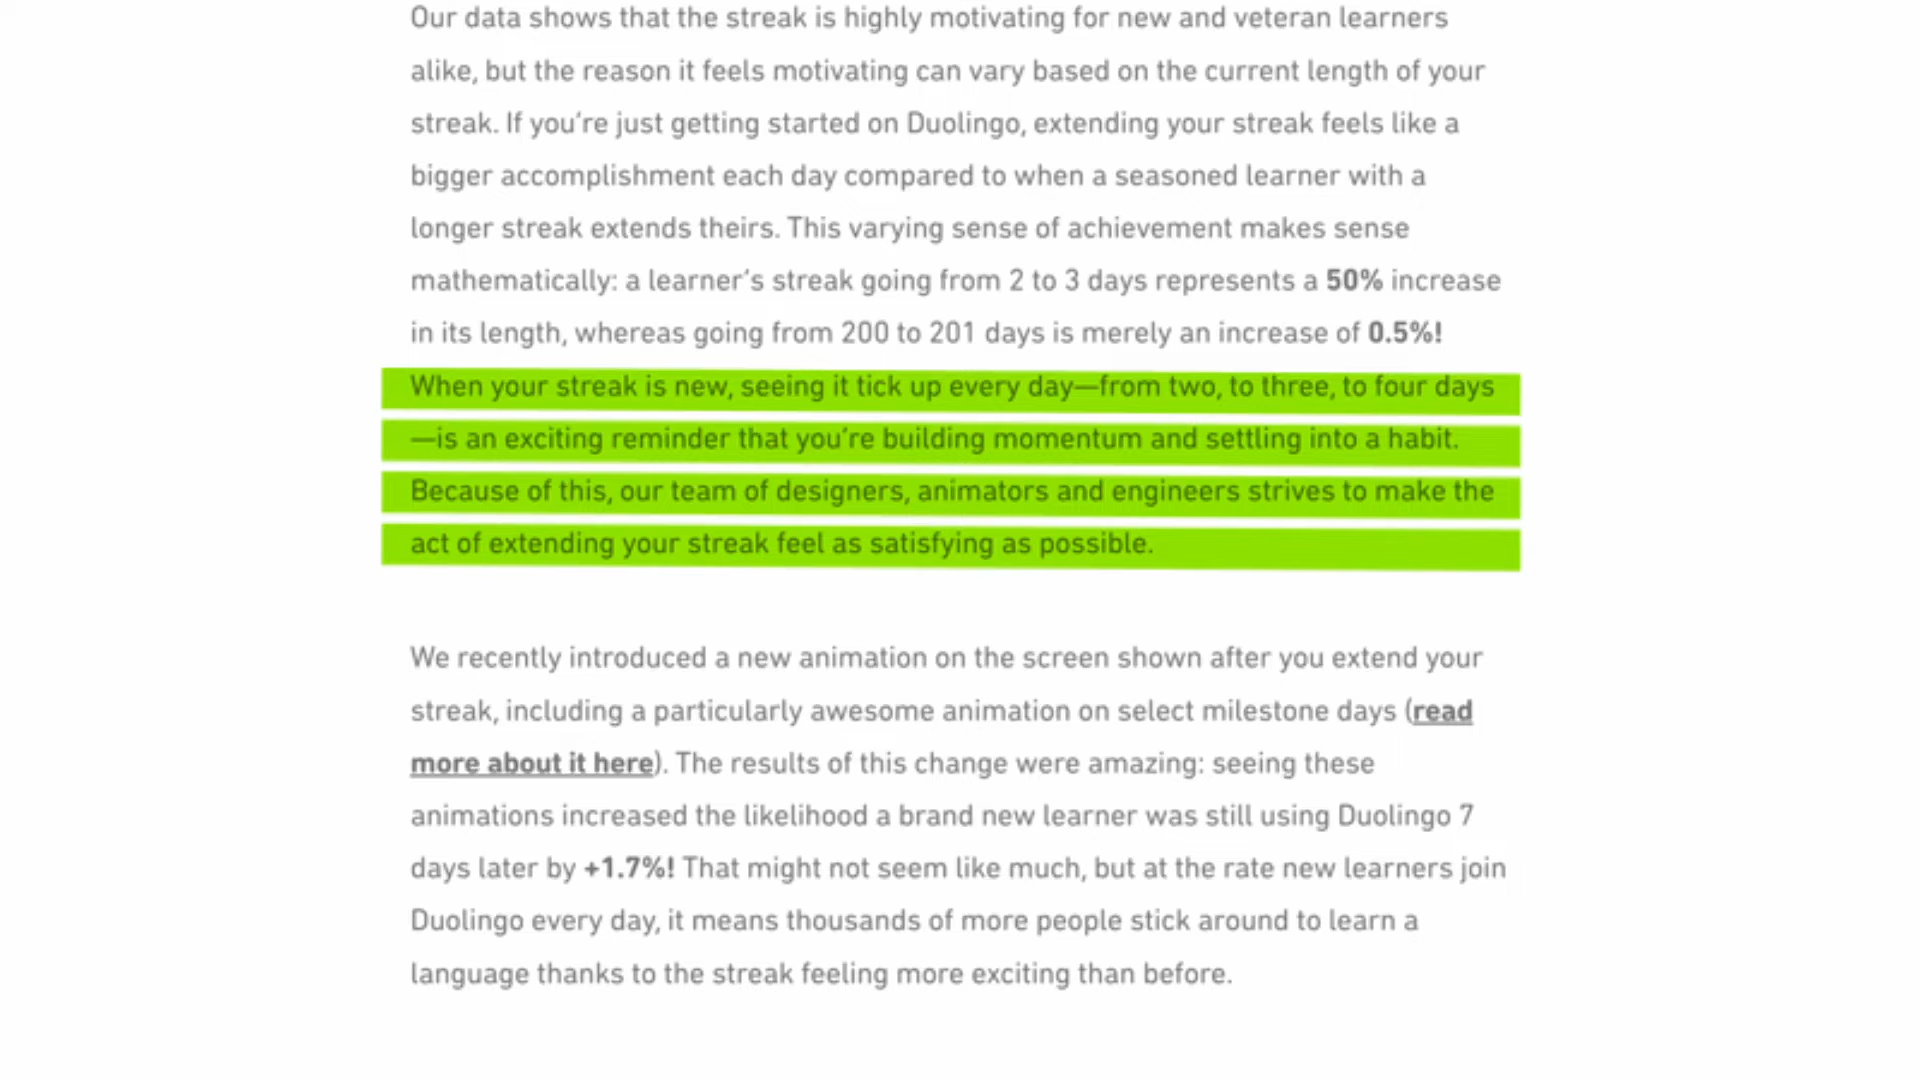 Our data shows that the streak is highly motivating for new and veteran learners
alike, but the reason it feels motivating can vary based on the current length of your
streak. If you’re just getting started on Duolingo, extending your streak feels like a
bigger accomplishment each day compared to when a seasoned learner with a
longer streak extends theirs. This varying sense of achievement makes sense
mathematically: a learner’s streak going from 2 to 3 days represents a 50% increase
in its length, whereas going from 200 to 201 days is merely an increase of 0.5%!
When your streak is new, seeing it tick up every day—from two, to three, to four days
—is an exciting reminder that you’re building momentum and settling into a habit.
Because of this, our team of designers, animators and engineers strives to make the
act of extending your streak feel as satisfying as possible.
We recently introduced a new animation on the screen shown after you extend your
streak, including a particularly awesome animation on select milestone days (read
more about it here). The results of this change were amazing: seeing these
animations increased the likelihood a brand new learner was still using Duolingo 7
days later by +1.7%! That might not seem like much, but at the rate new learners join
Duolingo every day, it means thousands of more people stick around to learn a
language thanks to the streak feeling more exciting than before.